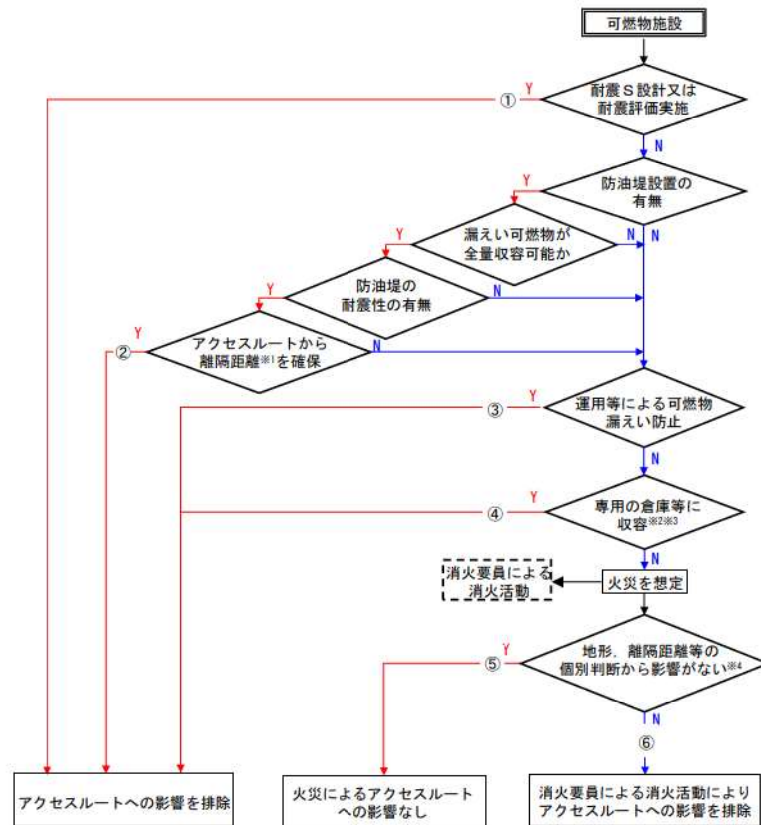 可燃物施設
耐震S設計又は
耐震評価実施
Y
①
N
防油堤設置の
有無
Y
N
漏えい可燃物が
全量収容可能か
Y
N
防油堤の
耐震性の有無
Y
N
アクセスルートから
離隔距離※1を確保
Y
②
N
運用等による可燃物
漏えい防止
Y
③
N
専用の倉庫等に
収容※2※3
Y
④
N
火災を想定
消火要員による
消火活動
地形，離隔距離等の
個別判断から影響がない※4
Y
⑤
N
⑥
アクセスルートへの影響を排除
火災によるアクセスルート
への影響なし
消火要員による消火活動により
アクセスルートへの影響を排除